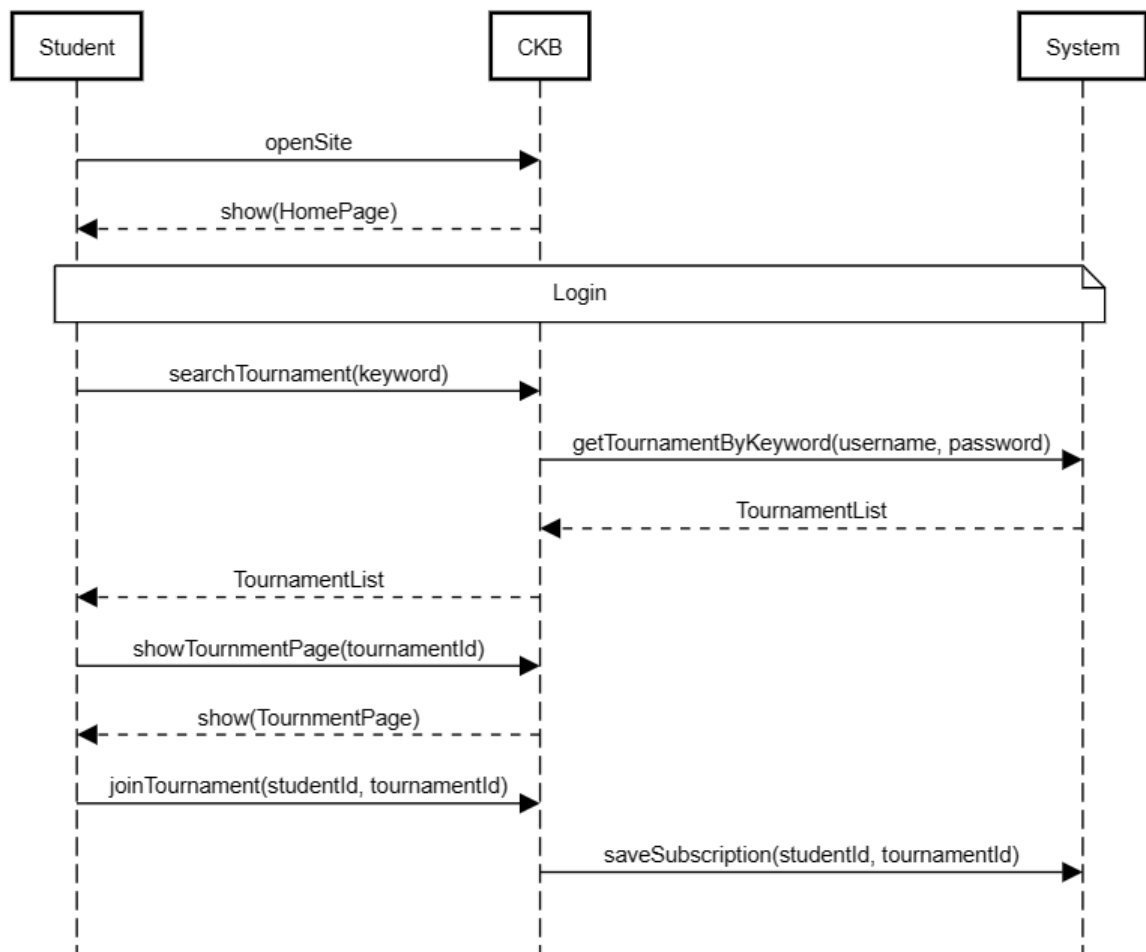 Student
CKB
System
openSite
show(HomePage)
Login
searchTournament(keyword)
getTournamentByKeyword(username, password)
TournamentList
TournamentList
showTournmentPage(tournamentId)
show(TournmentPage)
joinTournament(studentId, tournamentId)
saveSubscription(studentId, tournamentId)